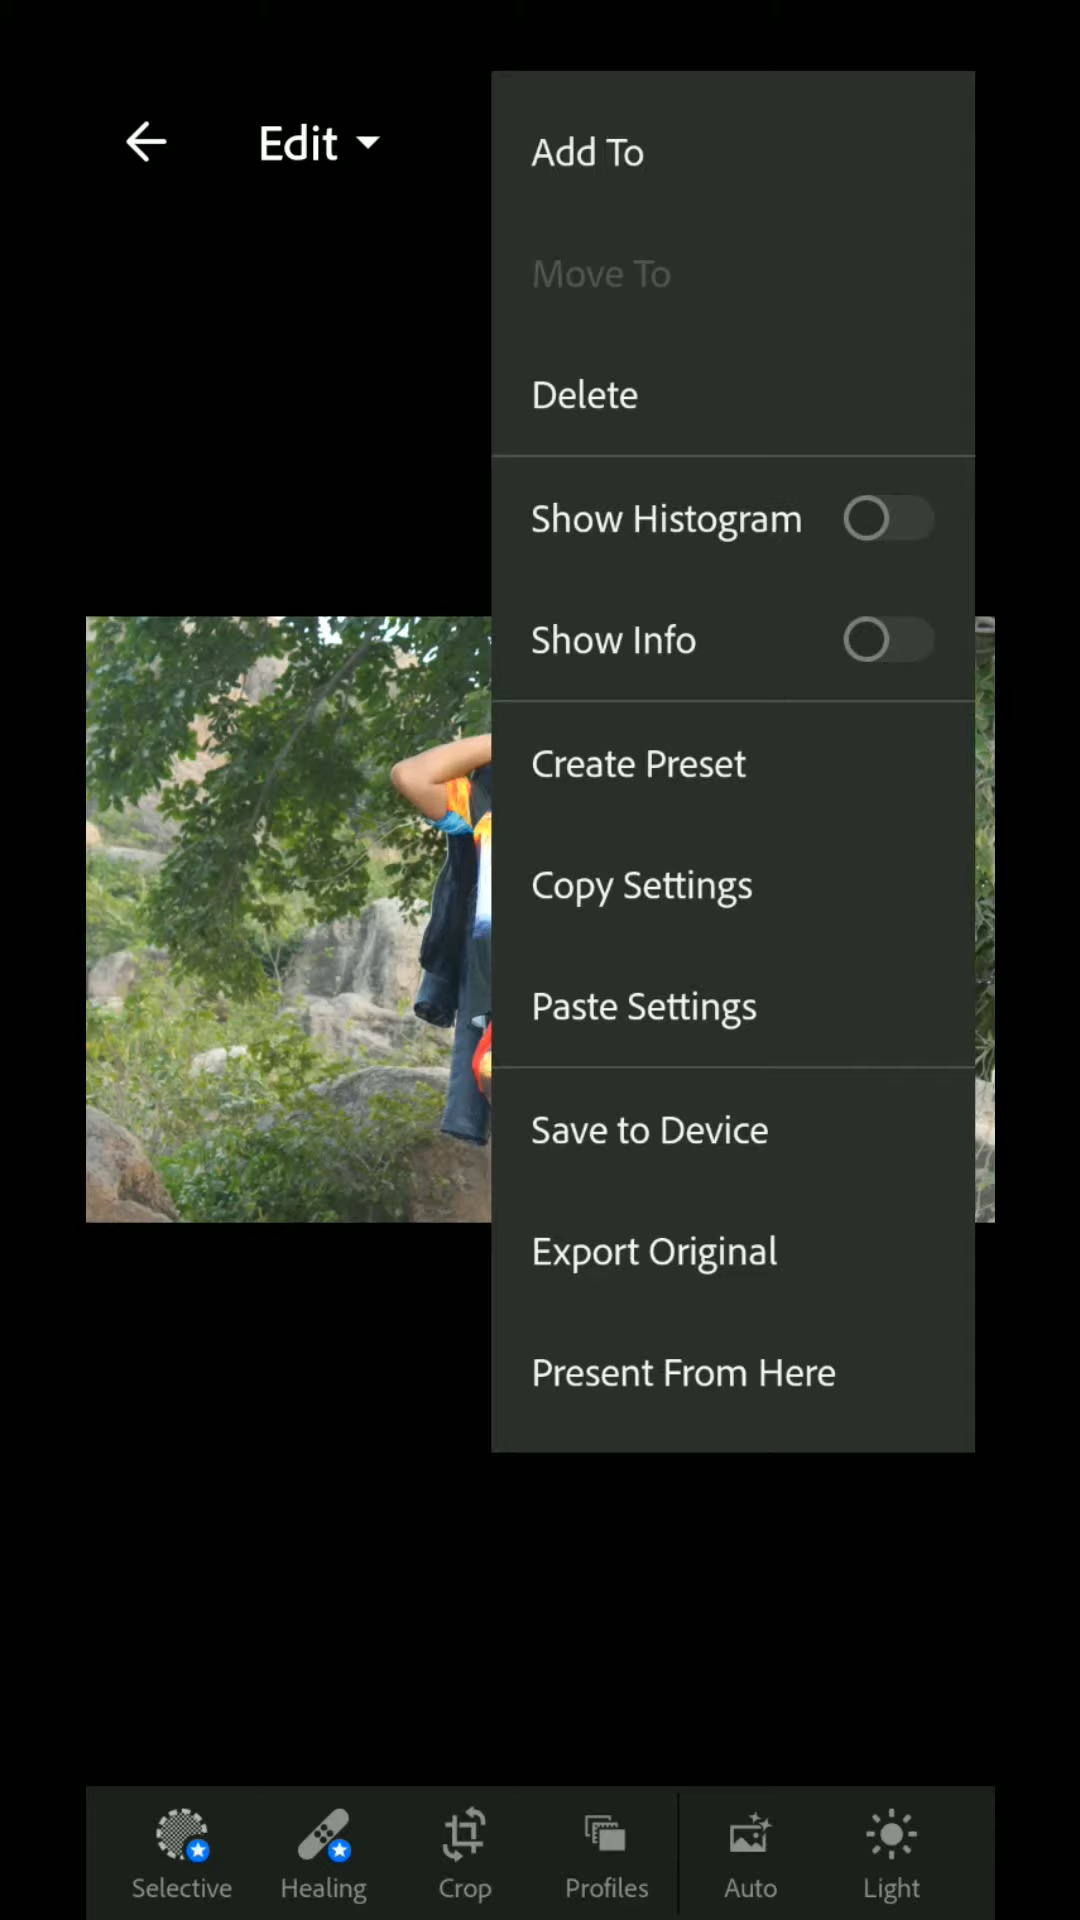 Edit
Add To
Move To
Delete
Show Histogram
Show Info
Create Preset
Copy Settings
Paste Settings
Save to Device
Export Original
Present From Here
Selective
Healing
Crop
Profiles
Auto
Light